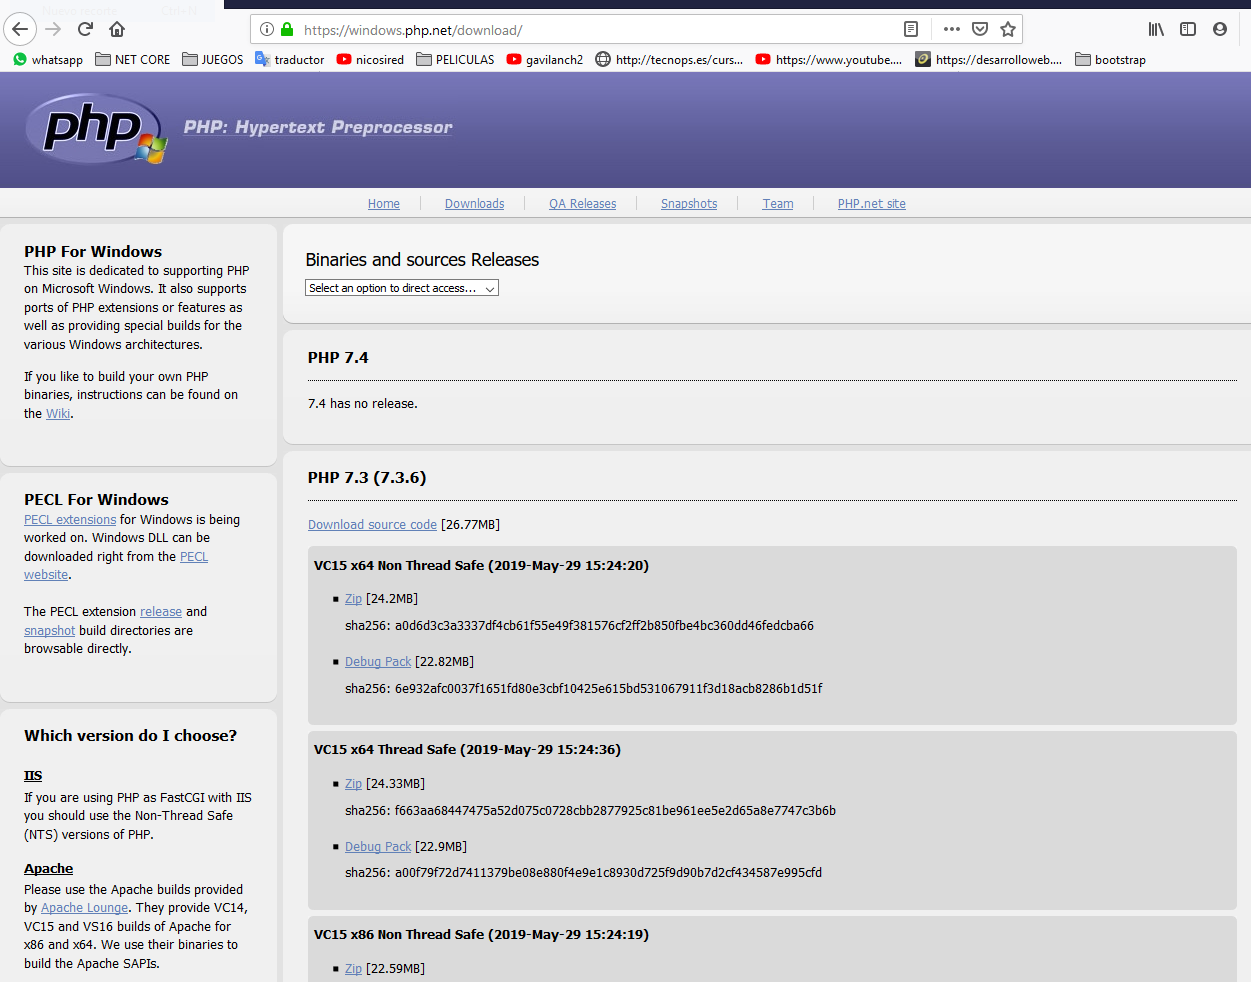 Nuevo recorte Ctrl+N
https://windows.php.net/download/
whatsapp NET CORE JUEGOS traductor nicosired PELICULAS gavilanch2 http://tecnops.es/curs... https://www.youtube.... https://desarrolloweb.... bootstrap
php PHP: Hypertext Preprocessor
Home Downloads QA Releases Snapshots Team PHP.net site
PHP For Windows
This site is dedicated to supporting PHP
on Microsoft Windows. It also supports
ports of PHP extensions or features as
well as providing special builds for the
various Windows architectures.
If you like to build your own PHP
binaries, instructions can be found on
the Wiki.
PECL For Windows
PECL extensions for Windows is being
worked on. Windows DLL can be
downloaded right from the PECL
website.
The PECL extension release and
snapshot build directories are
browsable directly.
Which version do I choose?
IIS
If you are using PHP as FastCGI with IIS
you should use the Non-Thread Safe
(NTS) versions of PHP.
Apache
Please use the Apache builds provided
by Apache Lounge. They provide VC14,
VC15 and VS16 builds of Apache for
x86 and x64. We use their binaries to
build the Apache SAPIs.
Binaries and sources Releases
Select an option to direct access...
PHP 7.4
7.4 has no release.
PHP 7.3 (7.3.6)
Download source code [26.77MB]
VC15 x64 Non Thread Safe (2019-May-29 15:24:20)
Zip [24.2MB]
sha256: a0d6d3c3a3337df4cb61f55e49f381576cf2ff2b850fbe4bc360dd46fedcba66
Debug Pack [22.82MB]
sha256: 6e932afc0037f1651fd80e3cbf10425e615bd531067911f3d18acb8286b1d51f
VC15 x64 Thread Safe (2019-May-29 15:24:36)
Zip [24.33MB]
sha256: f663aa68447475a52d075c0728cbb2877925c81be961ee5e2d65a8e7747c3b6b
Debug Pack [22.9MB]
sha256: a00f79f72d7411379be08e880f4e9e1c8930d725f9d90b7d2cf434587e995cfd
VC15 x86 Non Thread Safe (2019-May-29 15:24:19)
Zip [22.59MB]